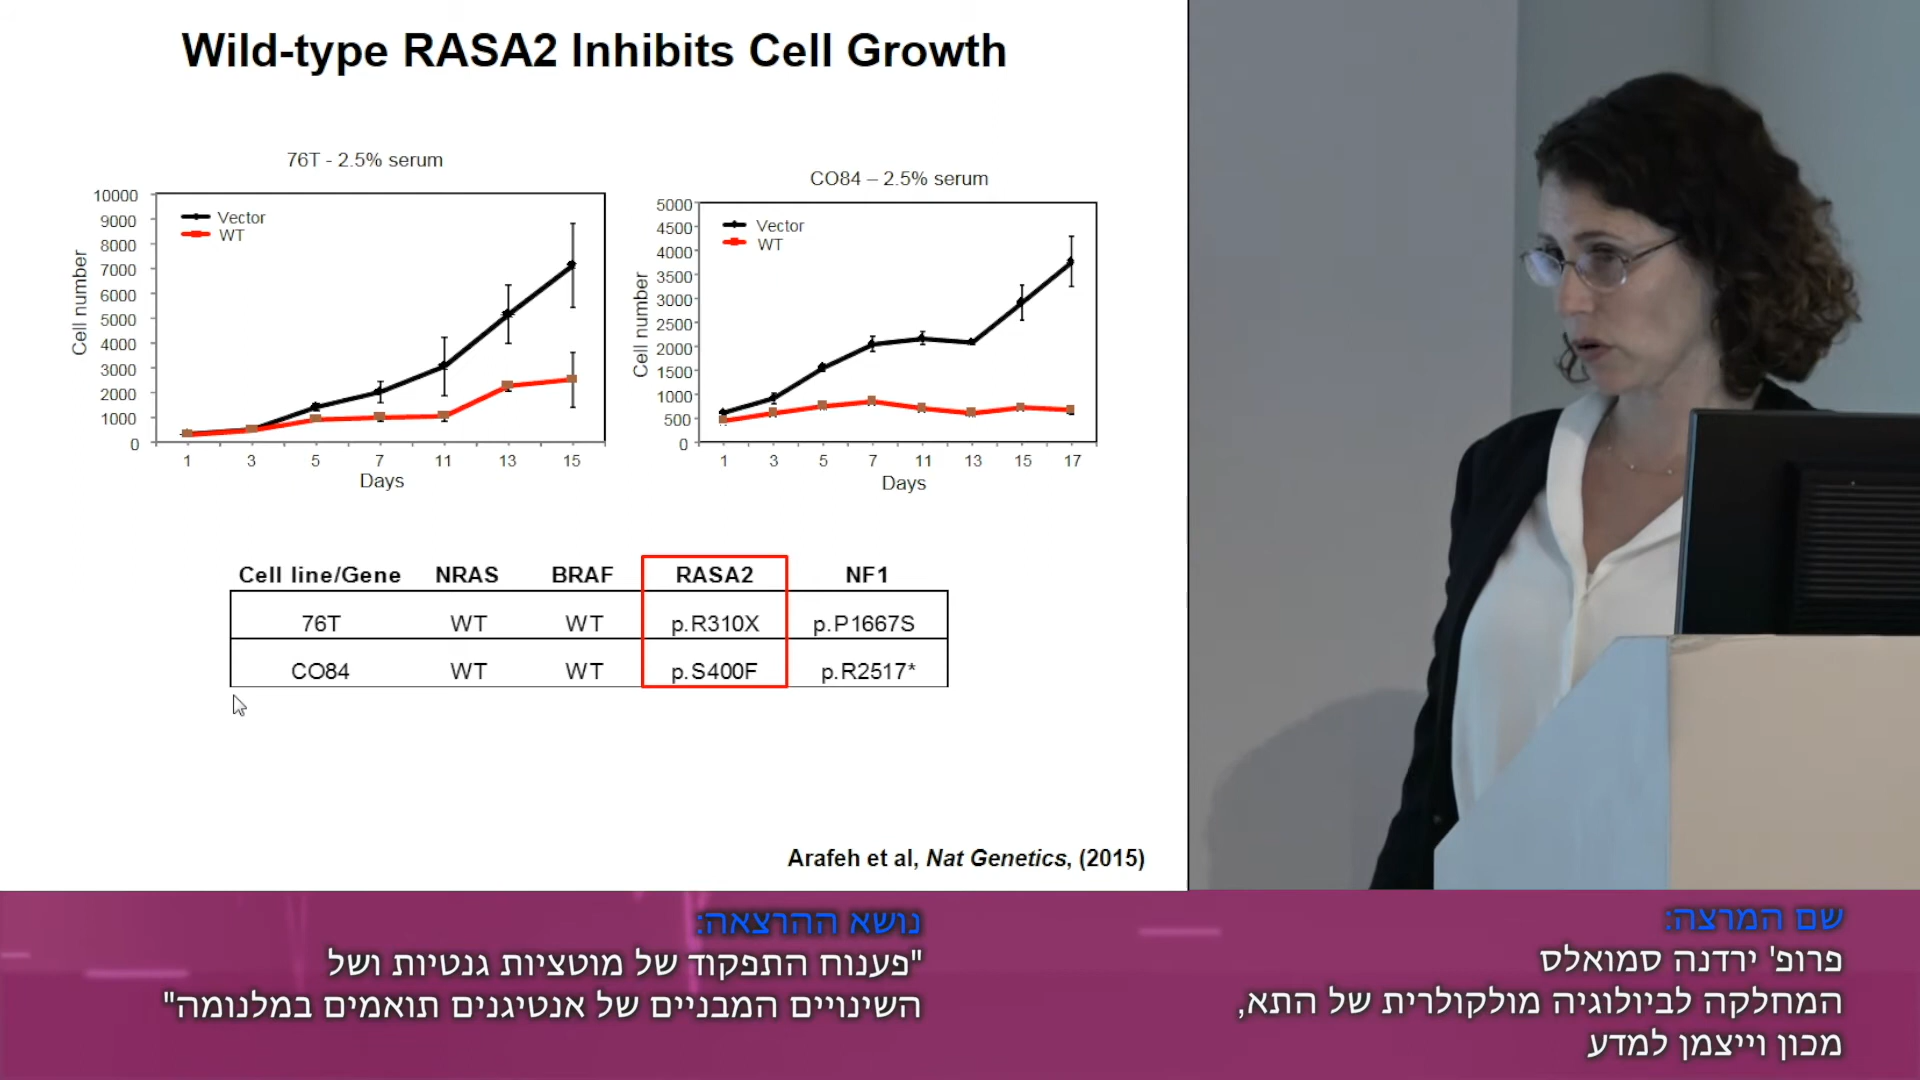 Wild-type RASA2 Inhibits Cell Growth
76T - 2.5% serum
10000
9000
8000
7000
6000
5000
4000
3000
2000
1000
0
Cell number
Vector
WT
1 3 5 7 11 13 15
Days
CO84 – 2.5% serum
5000
4500
4000
3500
3000
2500
2000
1500
1000
500
0
Cell number
Vector
WT
1 3 5 7 11 13 15 17
Days
Cell line/Gene NRAS BRAF RASA2 NF1
76T WT WT p.R310X p.P1667S
CO84 WT WT p.S400F p.R2517*
Arafeh et al, Nat Genetics, (2015)
שם המרצה:
פרופ' ירדנה סמואלס
המחלקה לביולוגיה מולקולרית של התא,
מכון וייצמן למדע
נושא ההרצאה:
"פענוח התפקוד של מוטציות גנטיות ושל
השינויים המבניים של אנטיגנים תואמים במלנומה"